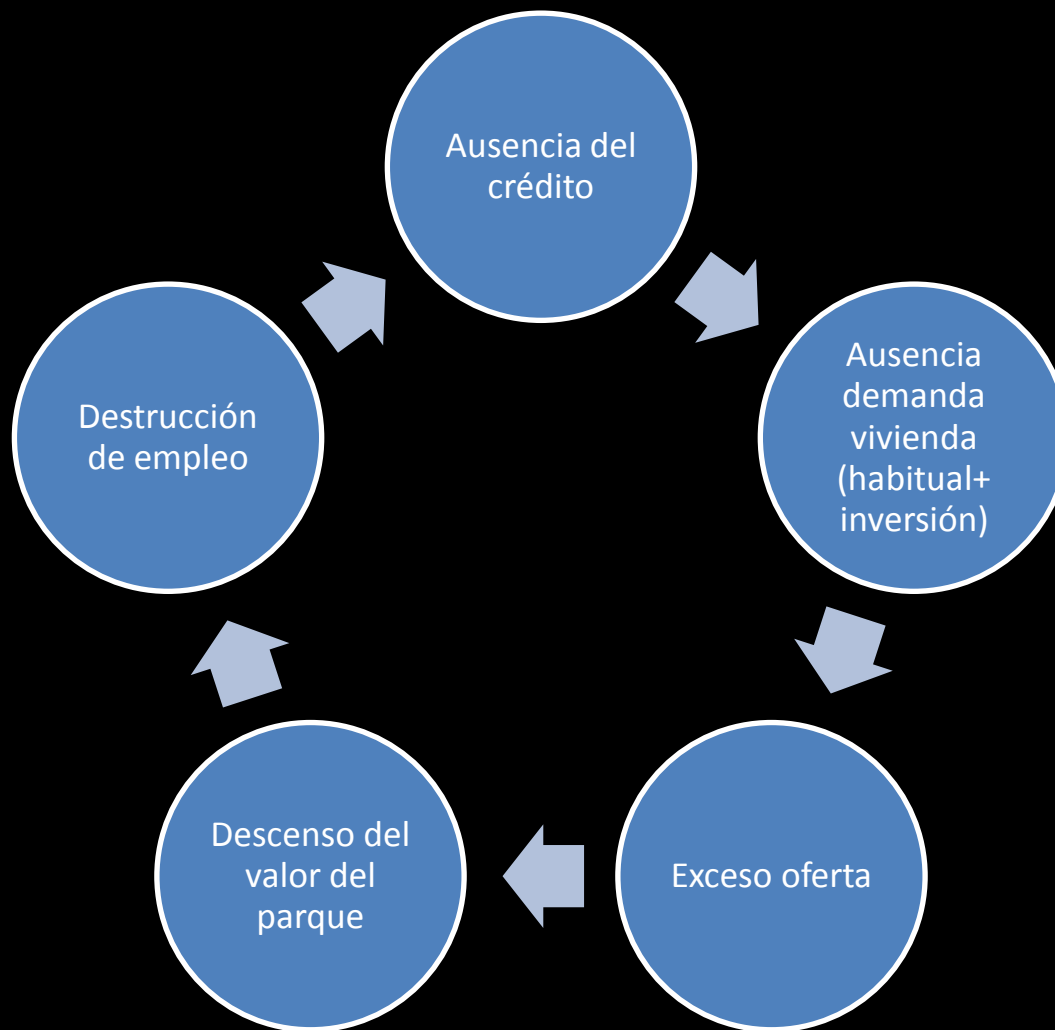 Ausencia del
crédito
Ausencia
demanda
vivienda
(habitual+
inversión)
Exceso oferta
Descenso del
valor del
parque
Destrucción
de empleo